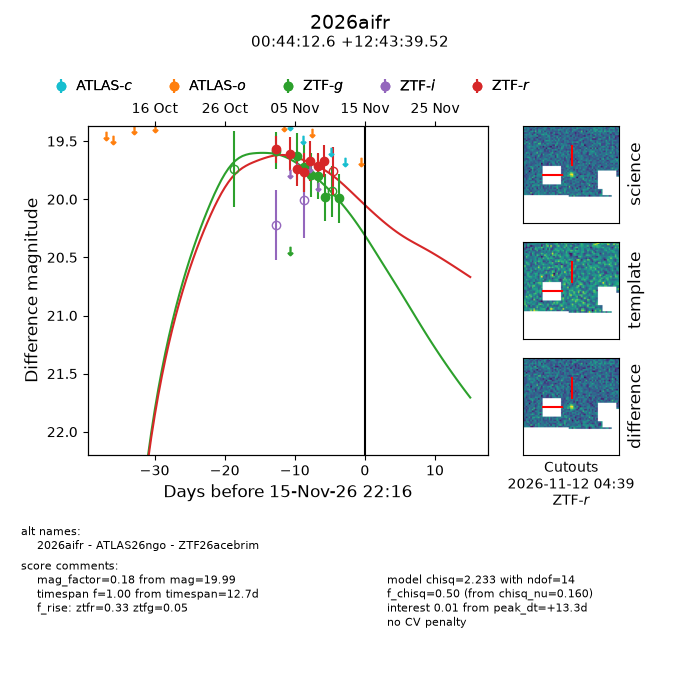 2026aifr
00:44:12.6 +12:43:39.52
ATLAS-c ATLAS-o ZTF-g ZTF-i ZTF-r
16 Oct 26 Oct 05 Nov 15 Nov 25 Nov
19.5
20.0
20.5
21.0
21.5
22.0
Difference magnitude
−30 −20 −10 0 10
Days before 15-Nov-26 22:16
science
template
difference
Cutouts
2026-11-12 04:39
ZTF-r
alt names:
2026aifr - ATLAS26ngo - ZTF26acebrim
score comments:
mag_factor=0.18 from mag=19.99
timespan f=1.00 from timespan=12.7d
f_rise: ztfr=0.33 ztfg=0.05
model chisq=2.233 with ndof=14
f_chisq=0.50 (from chisq_nu=0.160)
interest 0.01 from peak_dt=+13.3d
no CV penalty